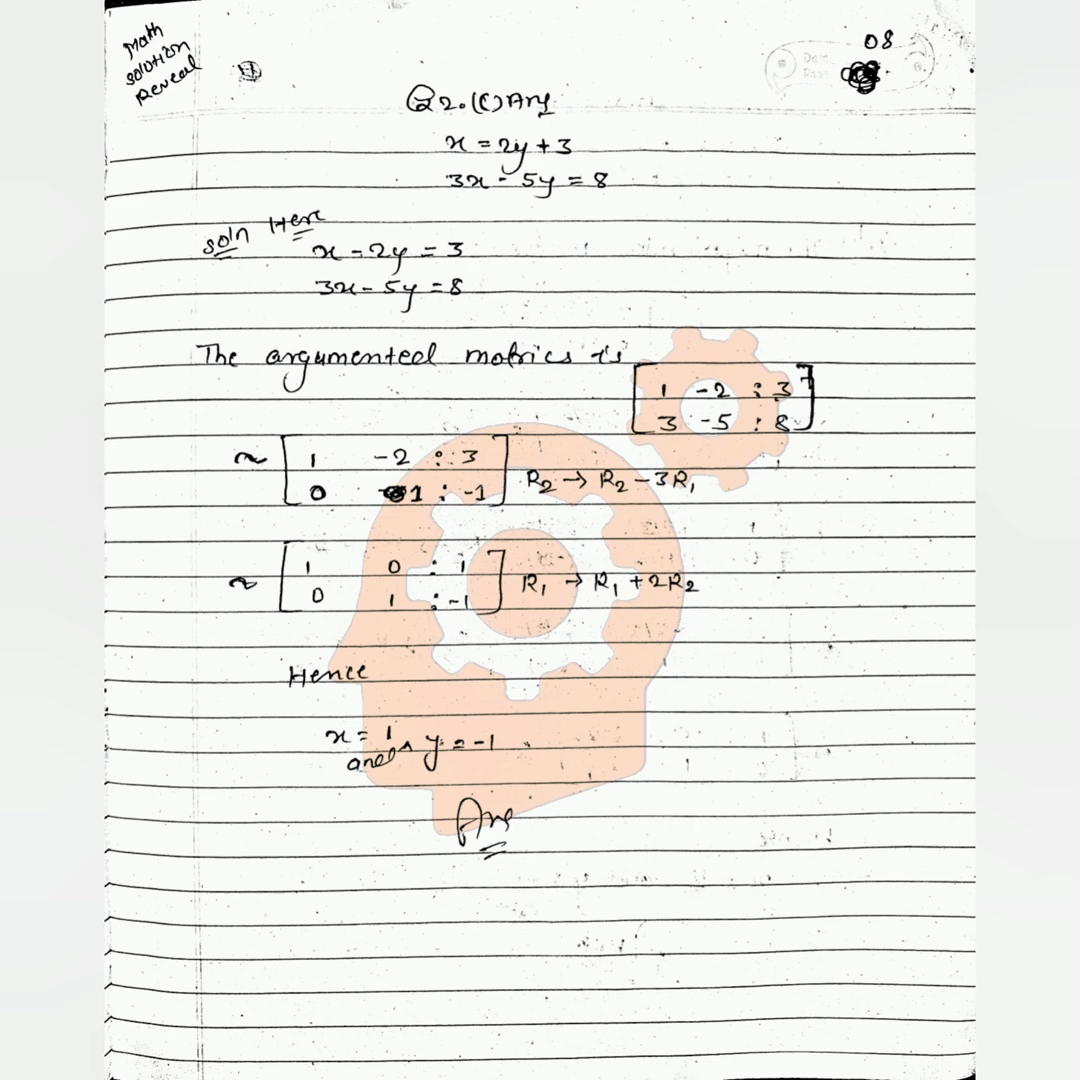 Math
solution
Reveal
08
Q 2. (C) Ans
x = 2y + 3
3x - 5y = 8
soln Here
x - 2y = 3
3x - 5y = 8
The argumented matrics is
[ 1 -2 : 3 ]
[ 3 -5 : 8 ]
~ [ 1 -2 : 3 ]
[ 0 1 : -1 ] R₂ → R₂ - 3R₁
~ [ 1 0 : 1 ]
[ 0 1 : -1 ] R₁ → R₁ + 2R₂
Hence
x = 1
and y = -1
Ans